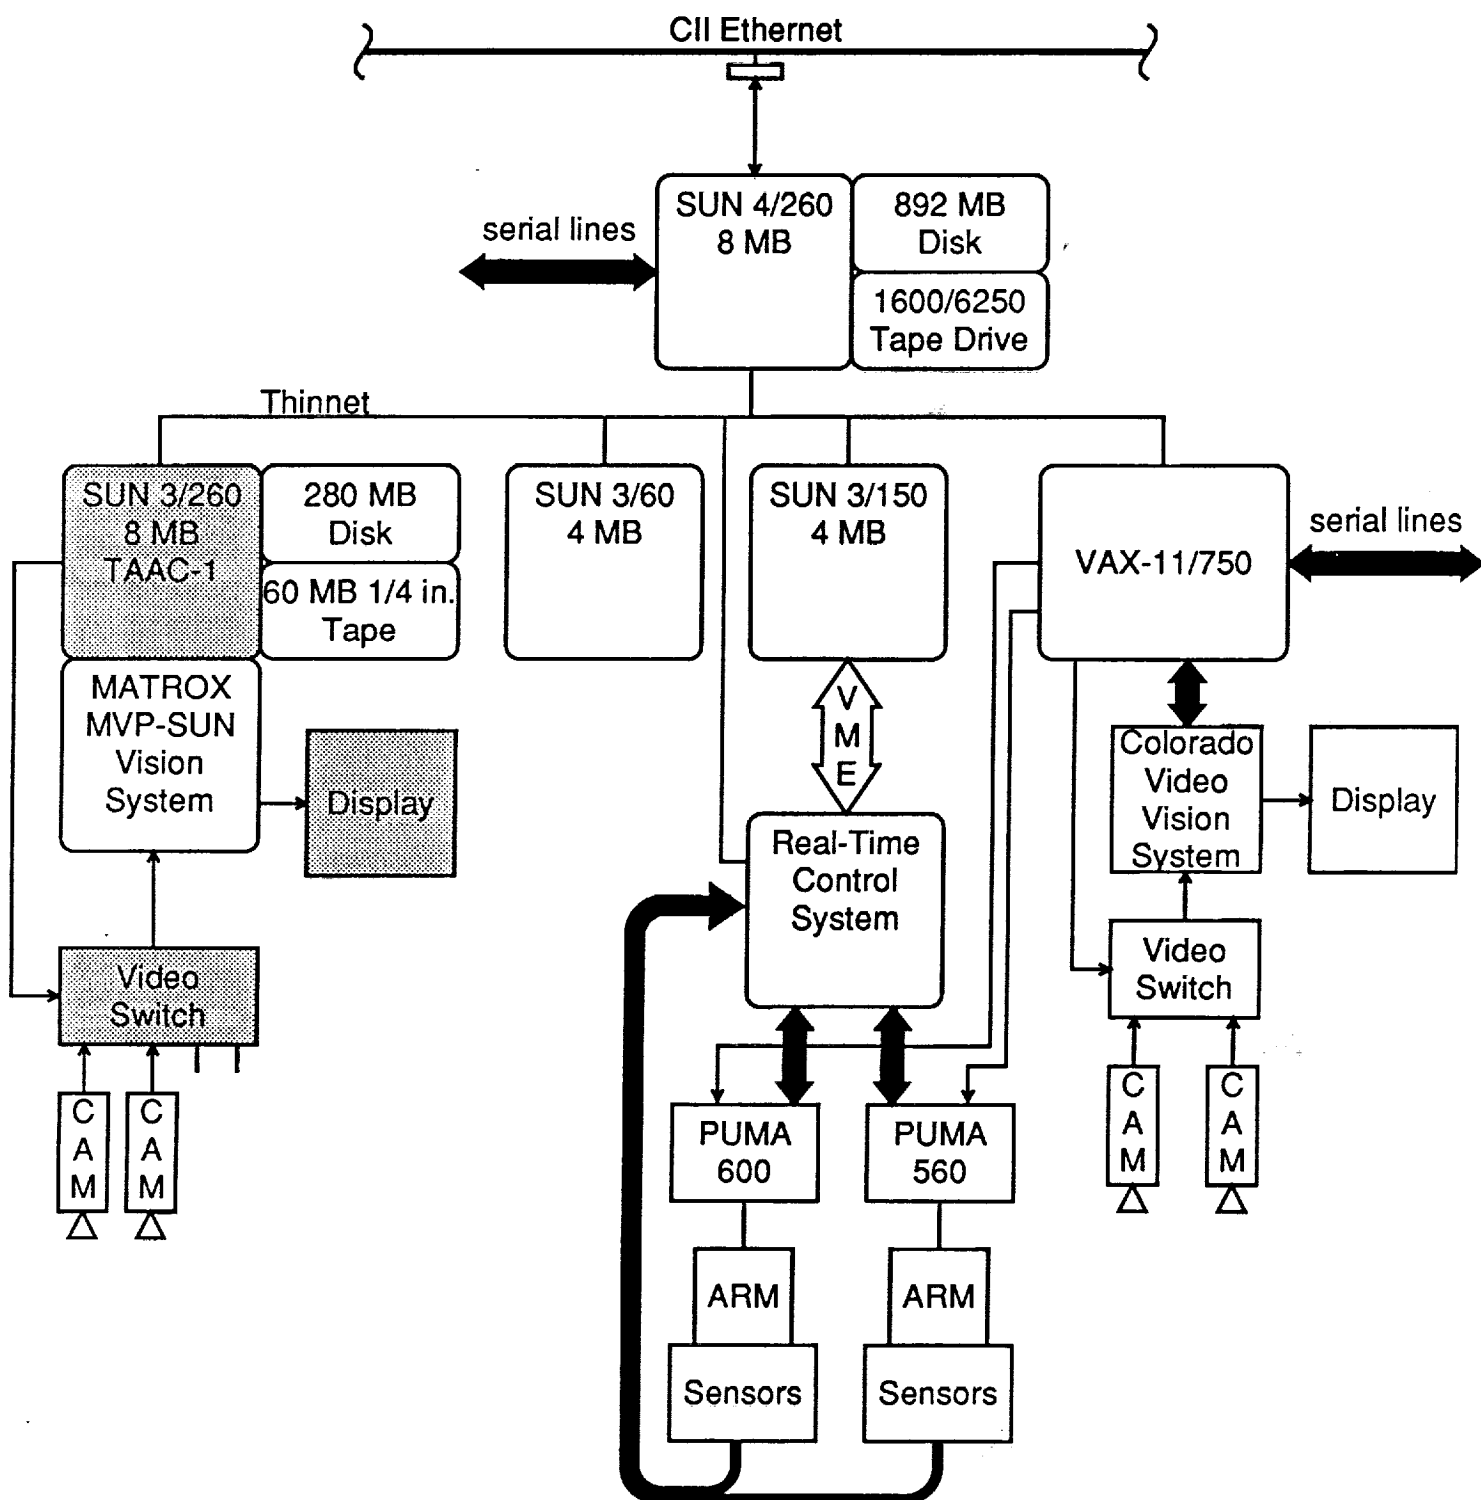 CII Ethernet
SUN 4/260
8 MB
892 MB
Disk
serial lines
1600/6250
Tape Drive
Thinnet
SUN 3/260
8 MB
TAAC-1
280 MB
Disk
60 MB 1/4 in.
Tape
SUN 3/60
4 MB
SUN 3/150
4 MB
VAX-11/750
serial lines
MATROX
MVP-SUN
Vision
System
Display
V
M
E
Colorado
Video
Vision
System
Display
Real-Time
Control
System
Video
Switch
Video
Switch
C
A
M
C
A
M
PUMA
600
PUMA
560
C
A
M
C
A
M
ARM
ARM
Sensors
Sensors